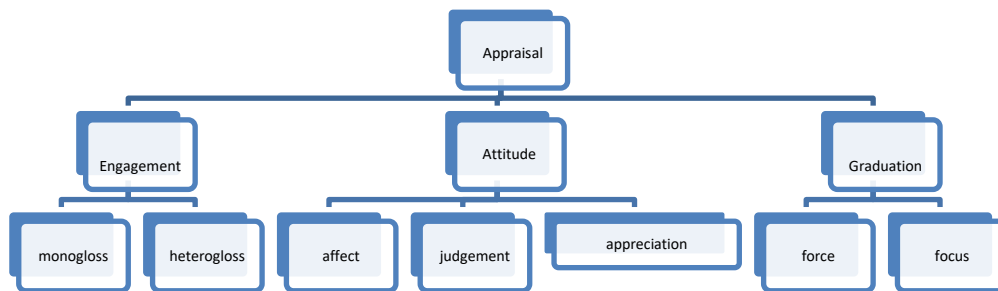 Appraisal
Engagement
Attitude
Graduation
monogloss
heterogloss
affect
judgement
appreciation
force
focus